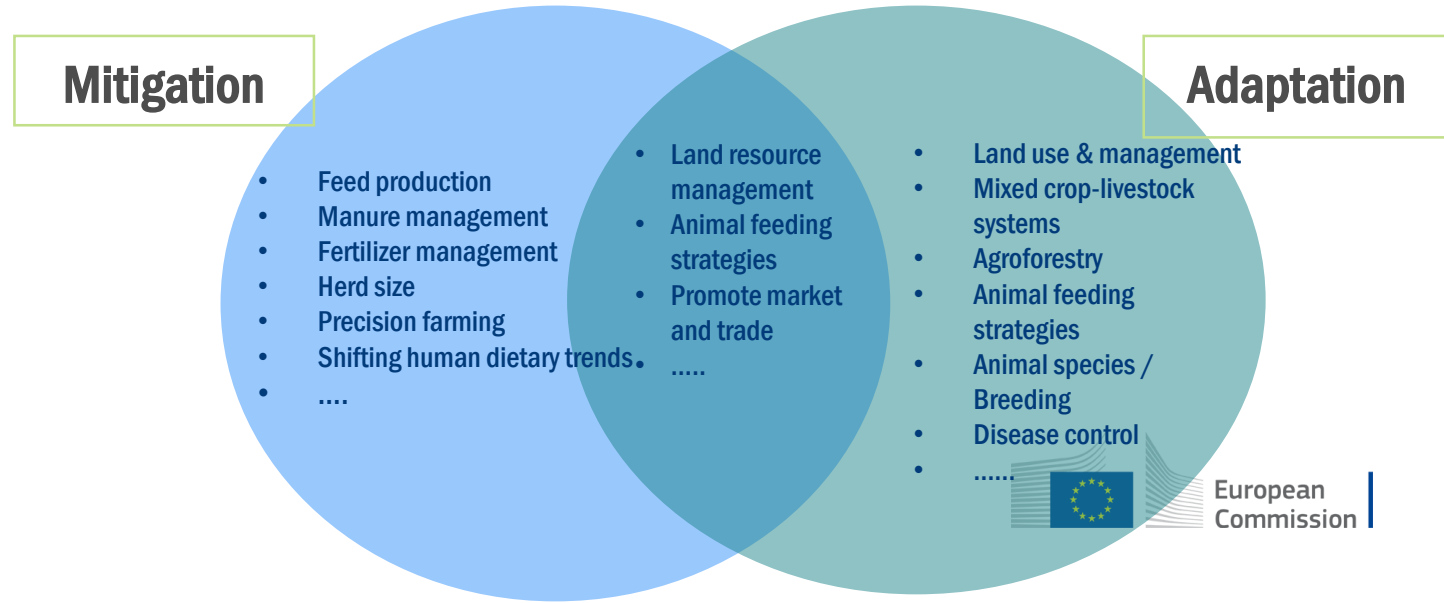 Mitigation
Adaptation
• Feed production
• Manure management
• Fertilizer management
• Herd size
• Precision farming
• Shifting human dietary trends
• ....
• Land resource
management
• Animal feeding
strategies
• Promote market
and trade
• .....
• Land use & management
• Mixed crop-livestock
systems
• Agroforestry
• Animal feeding
strategies
• Animal species /
Breeding
• Disease control
• ......
European
Commission